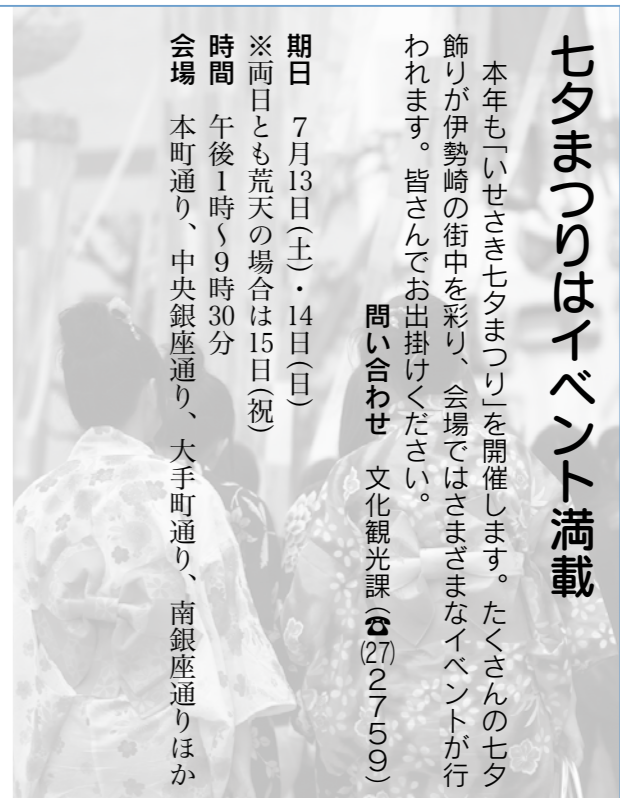 七夕まつりはイベント満載
本年も「いせさき七夕まつり」を開催します。たくさんの七夕
飾りが伊勢崎の街中を彩り、会場ではさまざまなイベントが行
われます。皆さんでお出掛けください。
問い合わせ　文化観光課(☎(27)2759)
期日　7月13日(土)・14日(日)
※両日とも荒天の場合は15日(祝)
時間　午後1時〜9時30分
会場　本町通り、中央銀座通り、大手町通り、南銀座通りほか